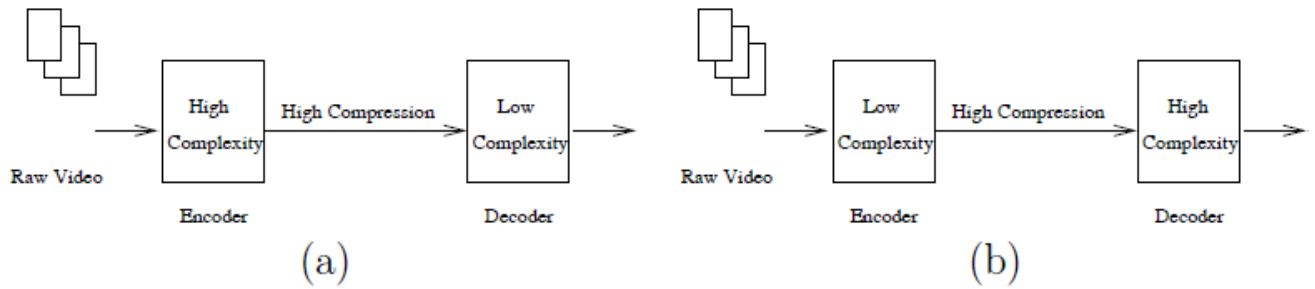 High
Complexity
High Compression
Low
Complexity
Raw Video
Encoder
Decoder
(a)
Low
Complexity
High Compression
High
Complexity
Raw Video
Encoder
Decoder
(b)